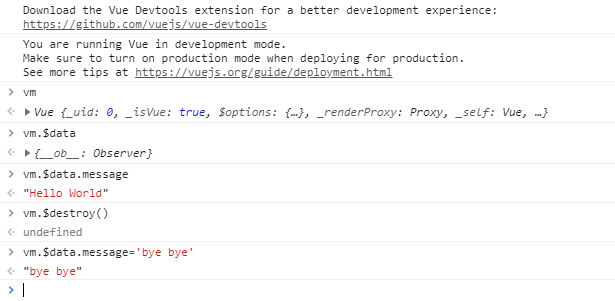 Download the Vue Devtools extension for a better development experience:
https://github.com/vuejs/vue-devtools
You are running Vue in development mode.
Make sure to turn on production mode when deploying for production.
See more tips at https://vuejs.org/guide/deployment.html
> vm
<· ▶Vue {_uid: 0, _isVue: true, $options: {…}, _renderProxy: Proxy, _self: Vue, …}
> vm.$data
<· ▶{__ob__: Observer}
> vm.$data.message
<· "Hello World"
> vm.$destroy()
<· undefined
> vm.$data.message='bye bye'
<· "bye bye"
>